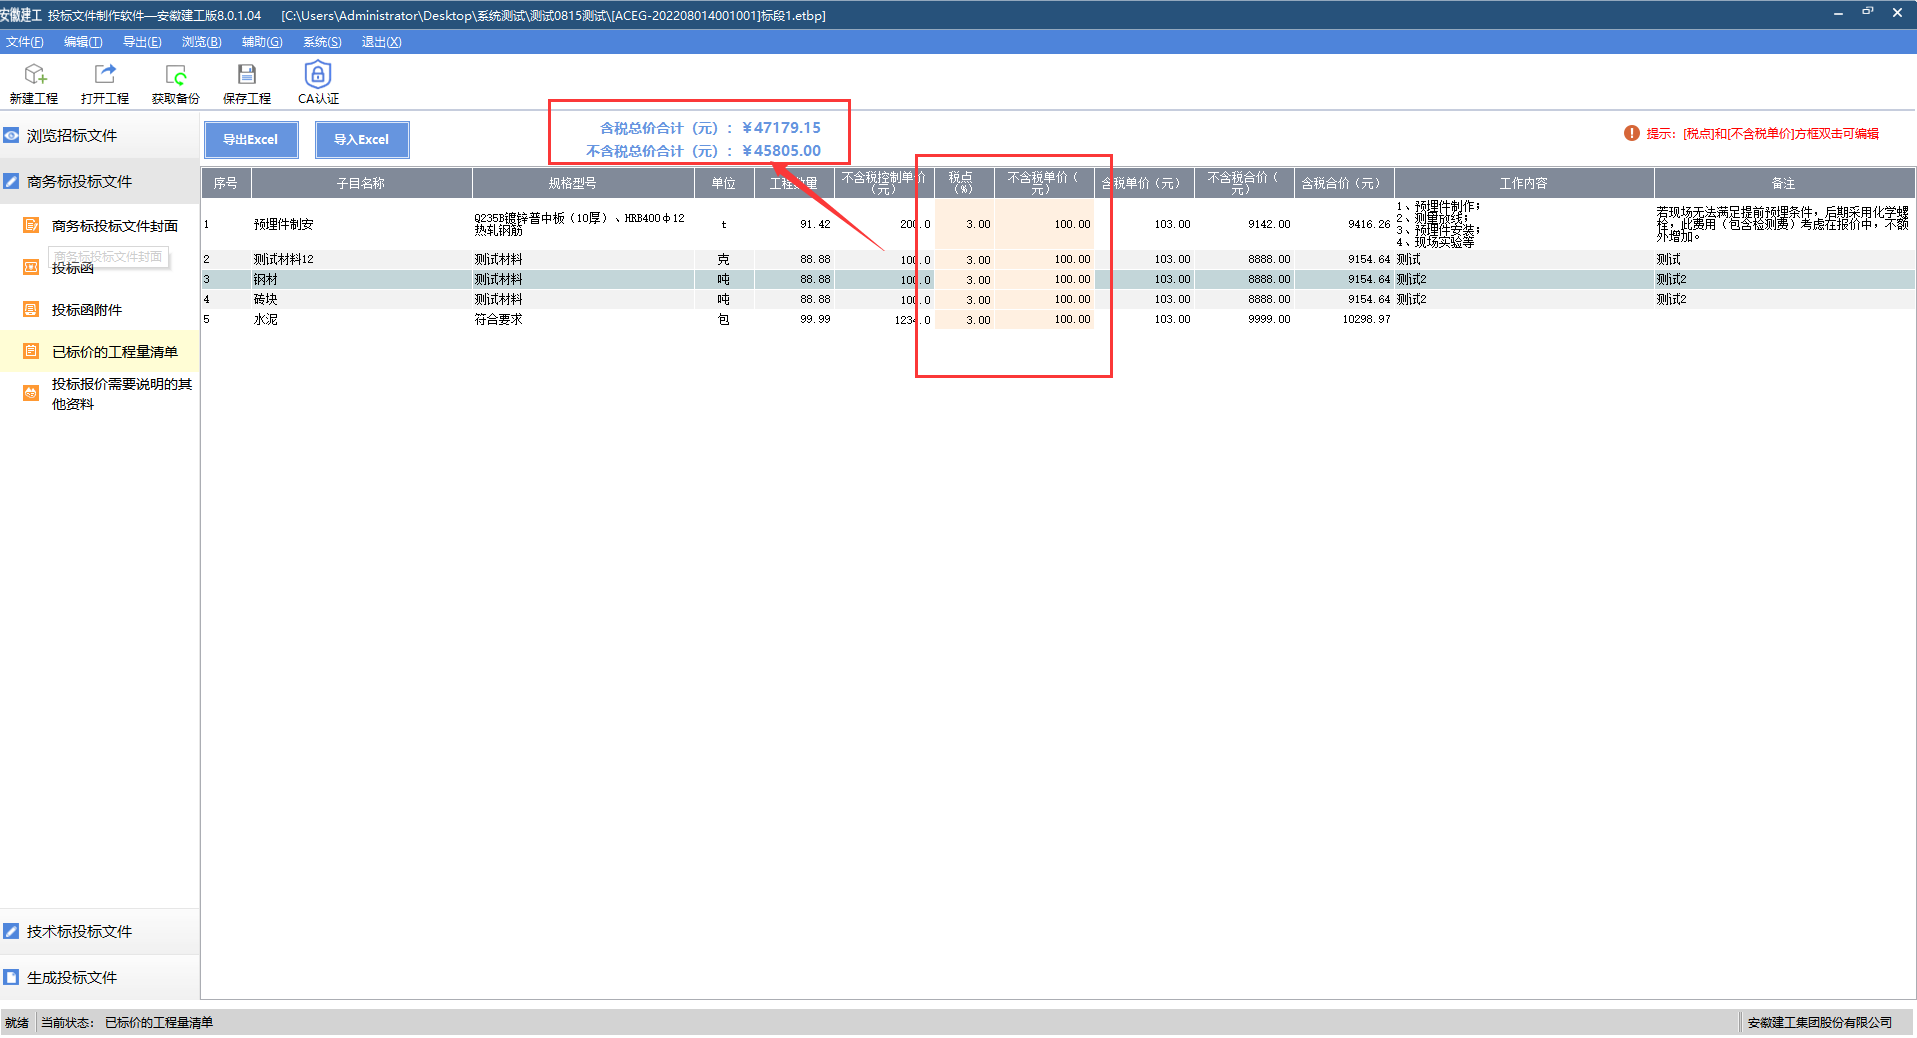 安徽建工 投标文件制作软件—安徽建工版8.0.1.04 [C:\Users\Administrator\Desktop\系统测试\测试0815测试\[ACEG-202208014001001]标段1.etbp]
文件(F) 编辑(T) 导出(E) 浏览(B) 辅助(G) 系统(S) 退出(X)
新建工程 打开工程 获取备份 保存工程 CA认证
浏览招标文件
商务标投标文件
商务标投标文件封面
商务标投标文件封面
投标函
投标函附件
已标价的工程量清单
投标报价需要说明的其
他资料
技术标投标文件
生成投标文件
导出Excel 导入Excel
含税总价合计（元）：￥47179.15
不含税总价合计（元）：￥45805.00
提示：[税点]和[不含税单价]方框双击可编辑
序号 子目名称 规格型号 单位 工程数量 不含税控制单价（元） 税点（%） 不含税单价（元） 含税单价（元） 不含税合价（元） 含税合价（元） 工作内容 备注
1 预埋件制安 Q235B镀锌普中板（10厚）、HRB400φ12热轧钢筋 t 91.42 200.0 3.00 100.00 103.00 9142.00 9416.26
1、预埋件制作；
2、测量放线；
3、预埋件安装；
4、现场实验等
若现场无法满足提前预埋条件，后期采用化学螺
栓，此费用（包含检测费）考虑在报价中，不额
外增加。
2 测试材料12 测试材料 克 88.88 100.0 3.00 100.00 103.00 8888.00 9154.64 测试 测试
3 钢材 测试材料 吨 88.88 100.0 3.00 100.00 103.00 8888.00 9154.64 测试2 测试2
4 砖块 测试材料 吨 88.88 100.0 3.00 100.00 103.00 8888.00 9154.64 测试2 测试2
5 水泥 符合要求 包 99.99 1234.0 3.00 100.00 103.00 9999.00 10298.97
就绪 当前状态： 已标价的工程量清单 安徽建工集团股份有限公司